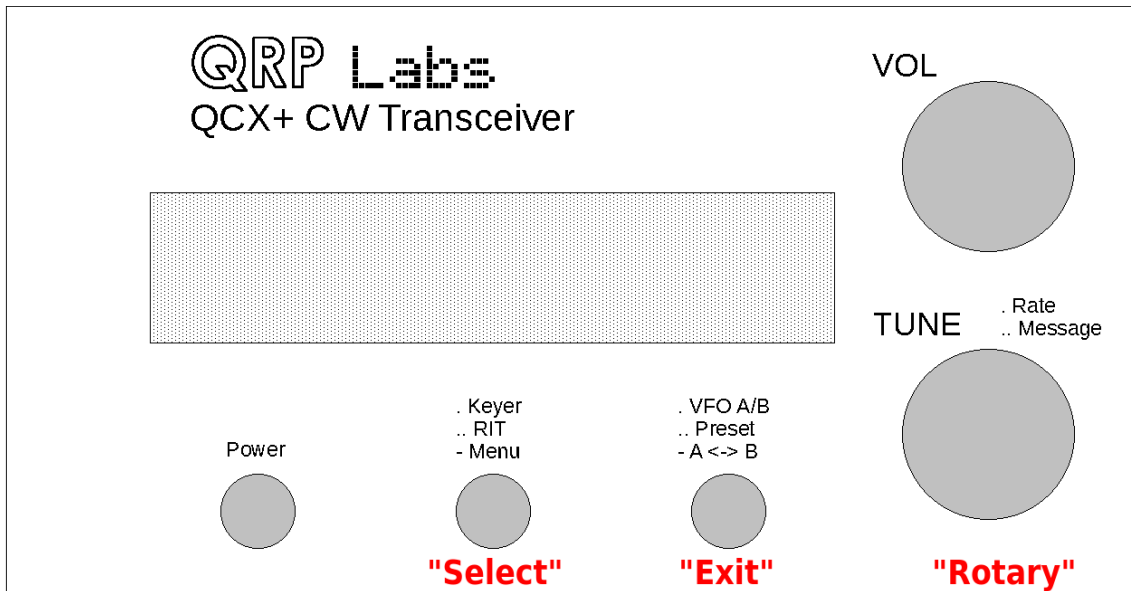 QRP Labs
QCX+ CW Transceiver
VOL
TUNE
. Rate
.. Message
Power
. Keyer
.. RIT
- Menu
. VFO A/B
.. Preset
- A <-> B
"Select"
"Exit"
"Rotary"